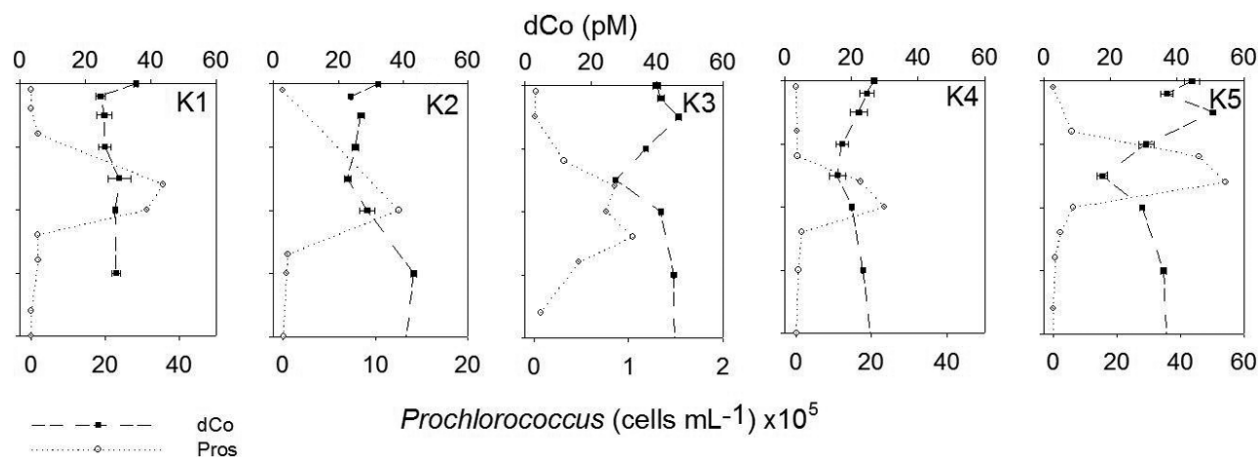 dCo (pM)
0 20 40 60 0 20 40 60 0 20 40 60 0 20 40 60 0 20 40 60
K1 K2 K3 K4 K5
0 20 40 0 10 20 0 1 2 0 20 40 60 0 20 40 60
Prochlorococcus (cells mL-1) x105
dCo
Pros